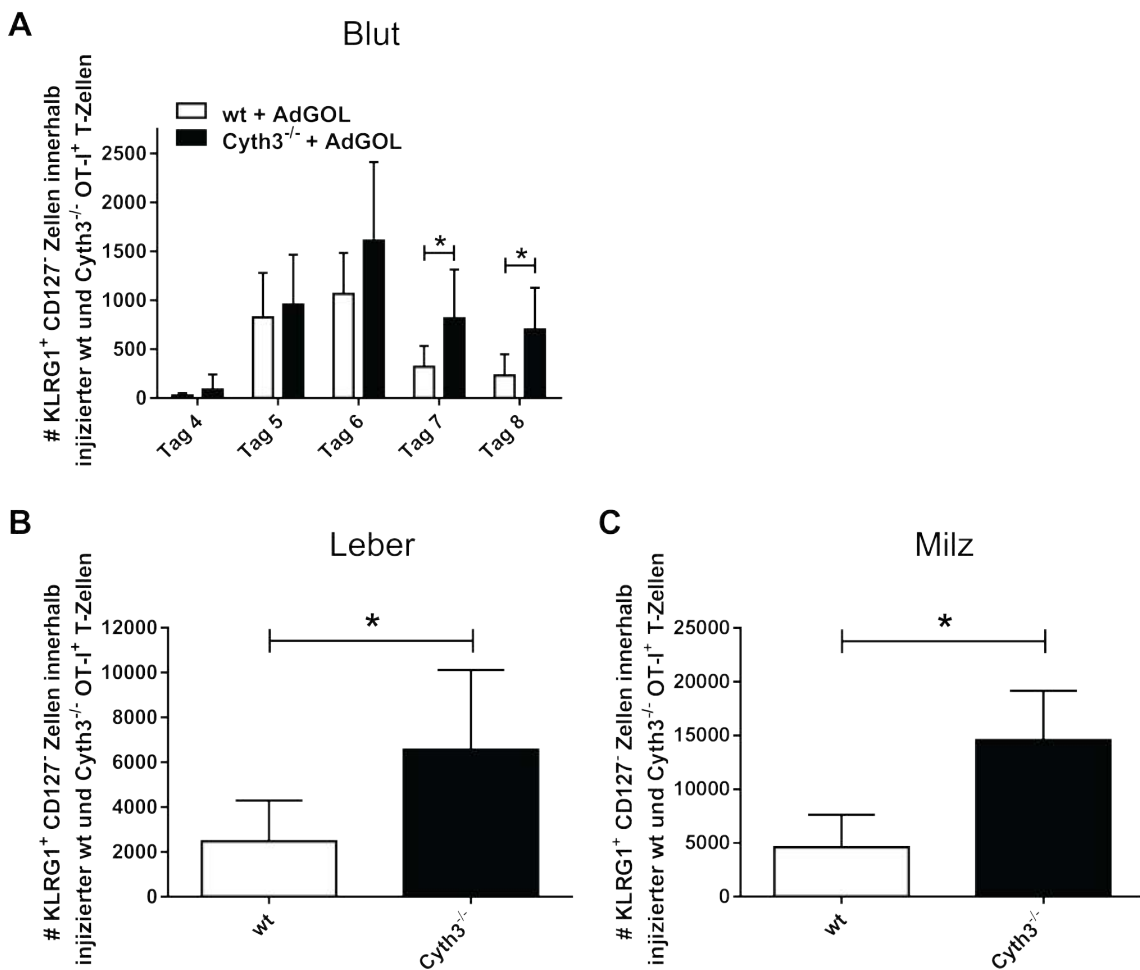 A
Blut
# KLRG1⁺ CD127⁻ Zellen innerhalb
injizierter wt und Cyth3⁻/⁻ OT-I⁺ T-Zellen
wt + AdGOL
Cyth3⁻/⁻ + AdGOL
2500
2000
1500
1000
500
0
*
*
Tag 4
Tag 5
Tag 6
Tag 7
Tag 8
B
Leber
# KLRG1⁺ CD127⁻ Zellen innerhalb
injizierter wt und Cyth3⁻/⁻ OT-I⁺ T-Zellen
12000
10000
8000
6000
4000
2000
0
*
wt
Cyth3⁻/⁻
C
Milz
# KLRG1⁺ CD127⁻ Zellen innerhalb
injizierter wt und Cyth3⁻/⁻ OT-I⁺ T-Zellen
25000
20000
15000
10000
5000
0
*
wt
Cyth3⁻/⁻